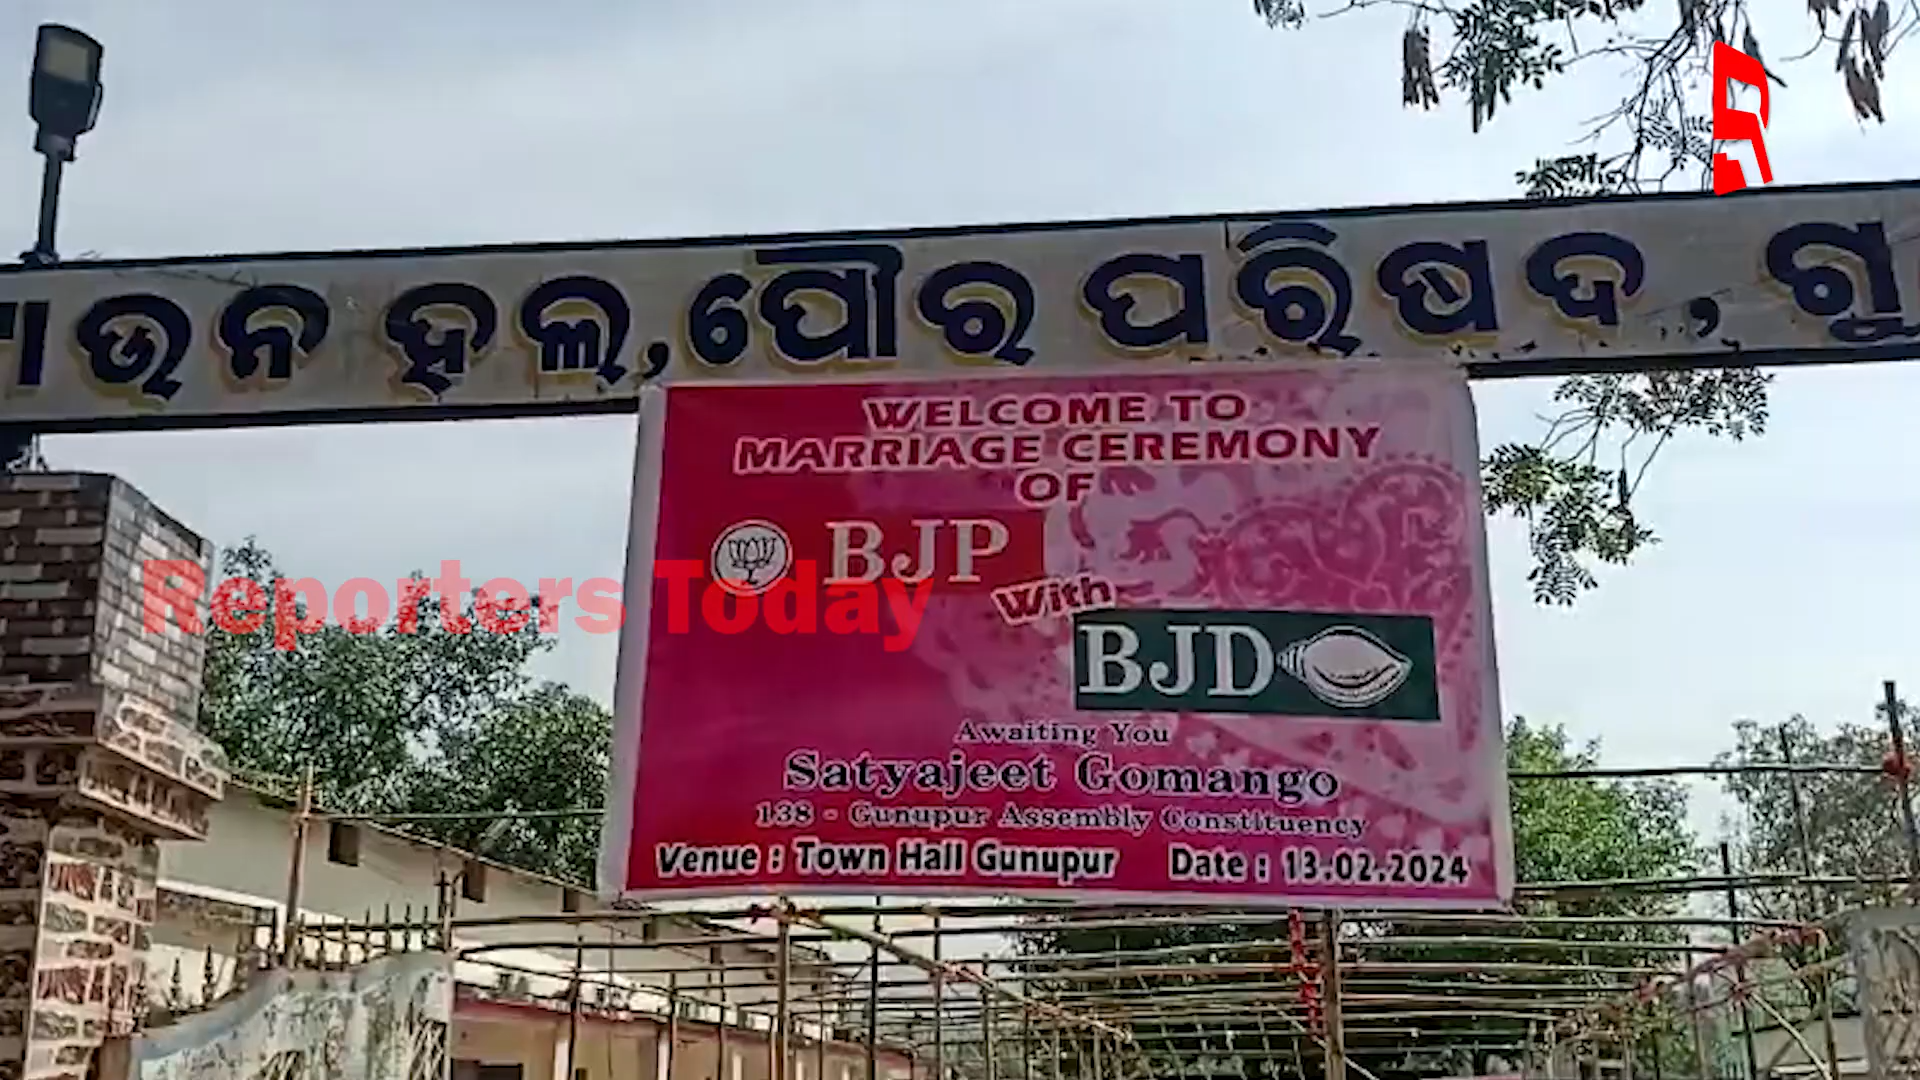 ଟାଉନ ହଲ, ପୌର ପରିଷଦ,
WELCOME TO
MARRIAGE CEREMONY
OF
BJP
With
BJD
Reporters Today
Awaiting You
Satyajeet Gomango
138 - Gunupur Assembly Constituency
Venue : Town Hall Gunupur Date : 13.02.2024